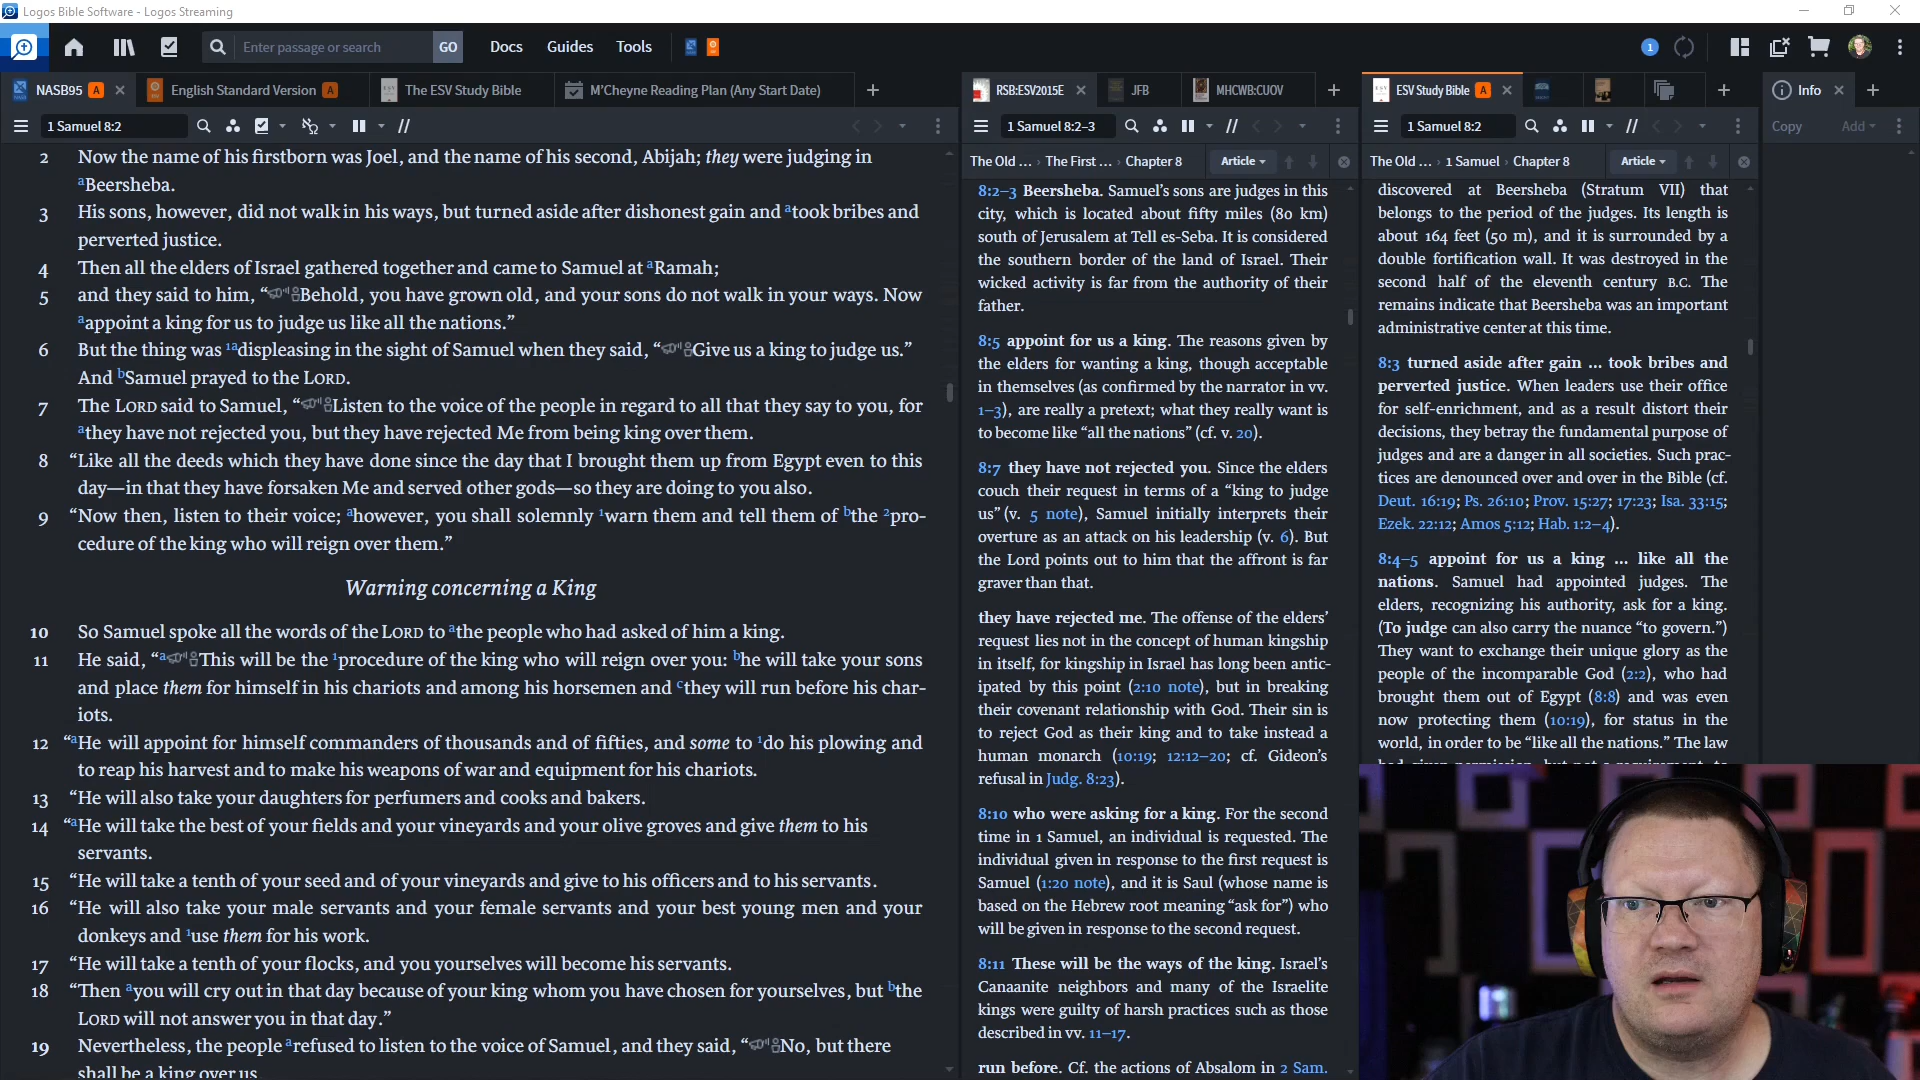 Logos Bible Software - Logos Streaming
Enter passage or search GO Docs Guides Tools 1
NASB95 A English Standard Version A The ESV Study Bible M'Cheyne Reading Plan (Any Start Date)
1 Samuel 8:2
2 Now the name of his firstborn was Joel, and the name of his second, Abijah; they were judging in
aBeersheba.
3 His sons, however, did not walk in his ways, but turned aside after dishonest gain and atook bribes and
perverted justice.
4 Then all the elders of Israel gathered together and came to Samuel at aRamah;
5 and they said to him, “Behold, you have grown old, and your sons do not walk in your ways. Now
aappoint a king for us to judge us like all the nations.”
6 But the thing was 1adispleasing in the sight of Samuel when they said, “Give us a king to judge us.”
And bSamuel prayed to the LORD.
7 The LORD said to Samuel, “Listen to the voice of the people in regard to all that they say to you, for
athey have not rejected you, but they have rejected Me from being king over them.
8 “Like all the deeds which they have done since the day that I brought them up from Egypt even to this
day—in that they have forsaken Me and served other gods—so they are doing to you also.
9 “Now then, listen to their voice; ahowever, you shall solemnly 1warn them and tell them of bthe 2pro-
cedure of the king who will reign over them.”
Warning concerning a King
10 So Samuel spoke all the words of the LORD to athe people who had asked of him a king.
11 He said, “aThis will be the 1procedure of the king who will reign over you: bhe will take your sons
and place them for himself in his chariots and among his horsemen and cthey will run before his char-
iots.
12 “aHe will appoint for himself commanders of thousands and of fifties, and some to 1do his plowing and
to reap his harvest and to make his weapons of war and equipment for his chariots.
13 “He will also take your daughters for perfumers and cooks and bakers.
14 “aHe will take the best of your fields and your vineyards and your olive groves and give them to his
servants.
15 “He will take a tenth of your seed and of your vineyards and give to his officers and to his servants.
16 “He will also take your male servants and your female servants and your best young men and your
donkeys and 1use them for his work.
17 “He will take a tenth of your flocks, and you yourselves will become his servants.
18 “Then ayou will cry out in that day because of your king whom you have chosen for yourselves, but bthe
LORD will not answer you in that day.”
19 Nevertheless, the people arefused to listen to the voice of Samuel, and they said, “No, but there
shall be a king over us,
RSB:ESV2015E JFB MHCWB:CUOV
1 Samuel 8:2–3
The Old ... › The First ... › Chapter 8 Article
8:2–3 Beersheba. Samuel’s sons are judges in this
city, which is located about fifty miles (80 km)
south of Jerusalem at Tell es-Seba. It is considered
the southern border of the land of Israel. Their
wicked activity is far from the authority of their
father.
8:5 appoint for us a king. The reasons given by
the elders for wanting a king, though acceptable
in themselves (as confirmed by the narrator in vv.
1–3), are really a pretext; what they really want is
to become like “all the nations” (cf. v. 20).
8:7 they have not rejected you. Since the elders
couch their request in terms of a “king to judge
us” (v. 5 note), Samuel initially interprets their
overture as an attack on his leadership (v. 6). But
the Lord points out to him that the affront is far
graver than that.
they have rejected me. The offense of the elders’
request lies not in the concept of human kingship
in itself, for kingship in Israel has long been antic-
ipated by this point (2:10 note), but in breaking
their covenant relationship with God. Their sin is
to reject God as their king and to take instead a
human monarch (10:19; 12:12–20; cf. Gideon’s
refusal in Judg. 8:23).
8:10 who were asking for a king. For the second
time in 1 Samuel, an individual is requested. The
individual given in response to the first request is
Samuel (1:20 note), and it is Saul (whose name is
based on the Hebrew root meaning “ask for”) who
will be given in response to the second request.
8:11 These will be the ways of the king. Israel’s
Canaanite neighbors and many of the Israelite
kings were guilty of harsh practices such as those
described in vv. 11–17.
run before. Cf. the actions of Absalom in 2 Sam.
ESV Study Bible A
1 Samuel 8:2
The Old ... › 1 Samuel › Chapter 8 Article
discovered at Beersheba (Stratum VII) that
belongs to the period of the judges. Its length is
about 164 feet (50 m), and it is surrounded by a
double fortification wall. It was destroyed in the
second half of the eleventh century B.C. The
remains indicate that Beersheba was an important
administrative center at this time.
8:3 turned aside after gain ... took bribes and
perverted justice. When leaders use their office
for self-enrichment, and as a result distort their
decisions, they betray the fundamental purpose of
judges and are a danger in all societies. Such prac-
tices are denounced over and over in the Bible (cf.
Deut. 16:19; Ps. 26:10; Prov. 15:27; 17:23; Isa. 33:15;
Ezek. 22:12; Amos 5:12; Hab. 1:2–4).
8:4–5 appoint for us a king ... like all the
nations. Samuel had appointed judges. The
elders, recognizing his authority, ask for a king.
(To judge can also carry the nuance “to govern.”)
They want to exchange their unique glory as the
people of the incomparable God (2:2), who had
brought them out of Egypt (8:8) and was even
now protecting them (10:19), for status in the
world, in order to be “like all the nations.” The law
Info
Copy Add